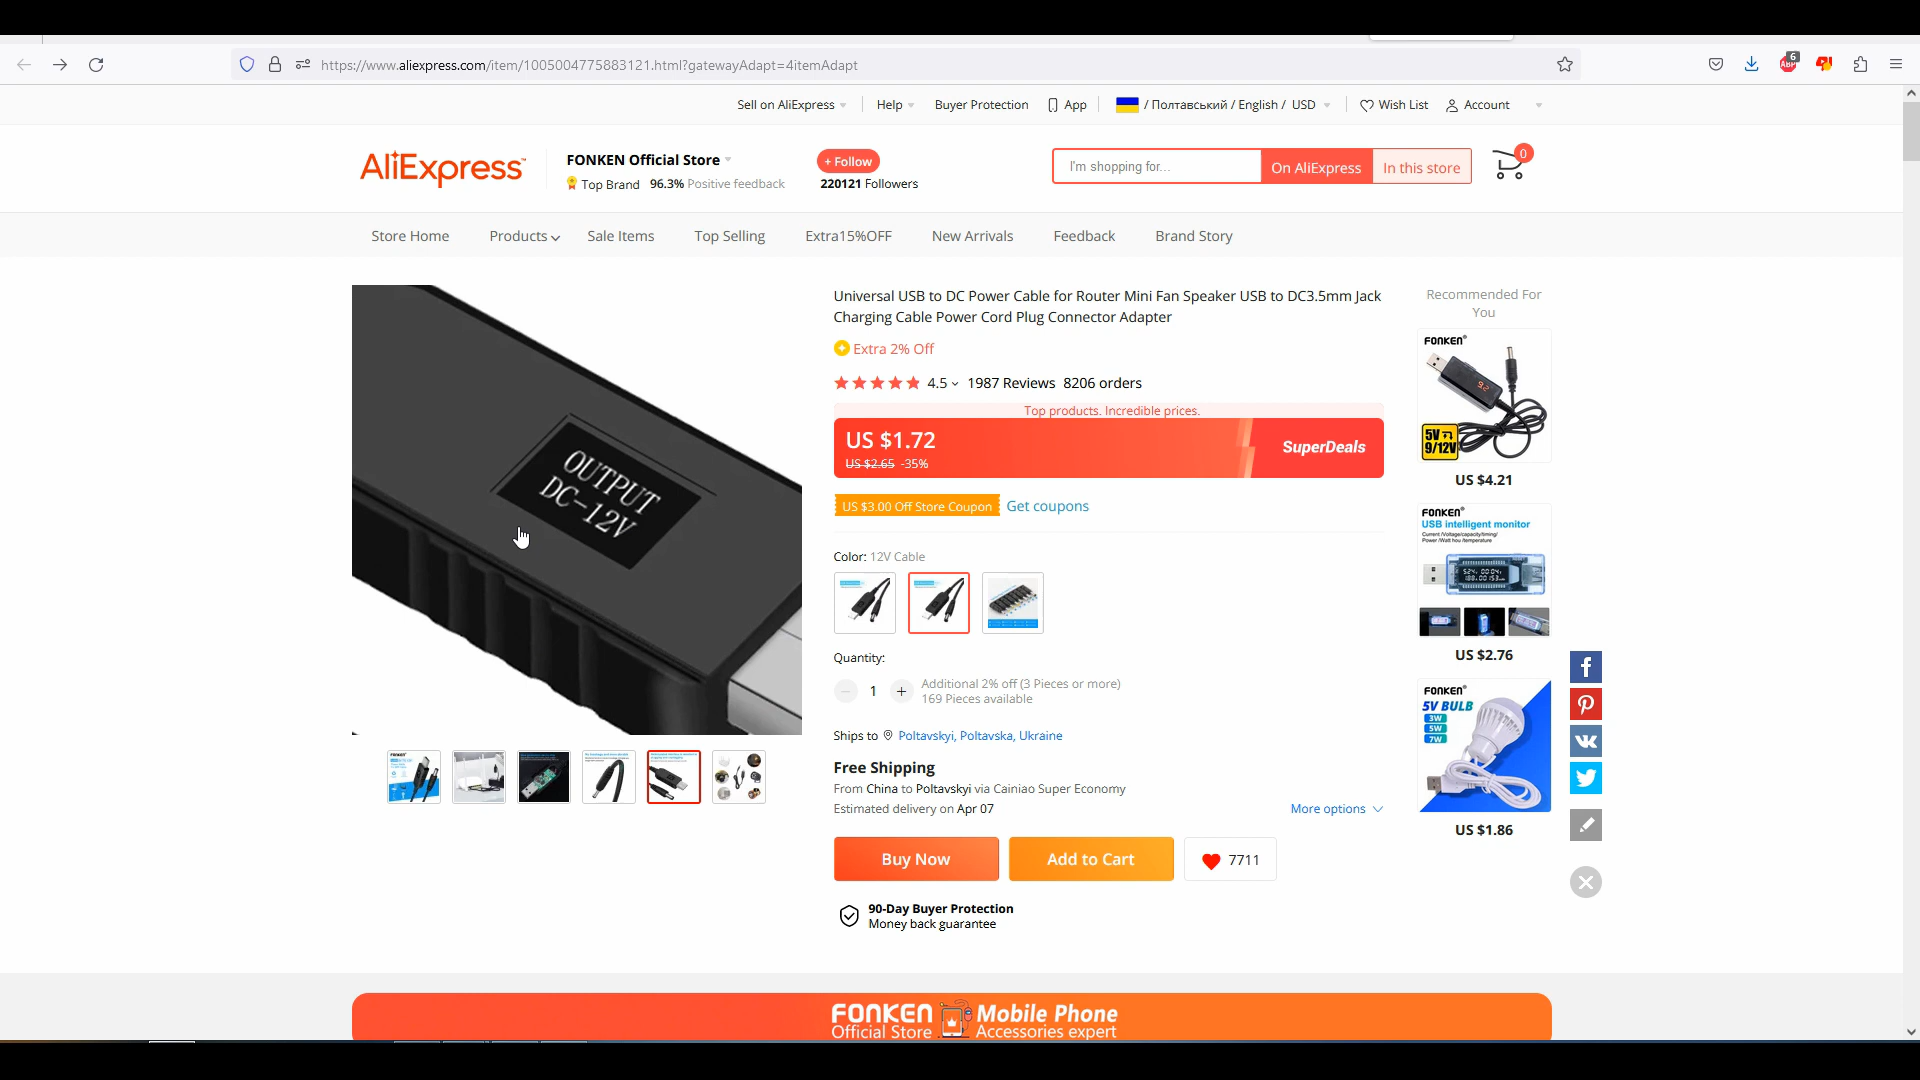 https://www.aliexpress.com/item/1005004775883121.html?gatewayAdapt=4itemAdapt
6
ABP
Sell on AliExpress
Help
Buyer Protection
App
/ Полтавський / English / USD
Wish List
Account
AliExpress
FONKEN Official Store
Top Brand 96.3% Positive feedback
+ Follow
220121 Followers
I'm shopping for...
On AliExpress
In this store
0
Store Home
Products
Sale Items
Top Selling
Extra15%OFF
New Arrivals
Feedback
Brand Story
OUTPUT
DC-12V
Universal USB to DC Power Cable for Router Mini Fan Speaker USB to DC3.5mm Jack
Charging Cable Power Cord Plug Connector Adapter
Extra 2% Off
4.5 1987 Reviews 8206 orders
Top products. Incredible prices.
US $1.72
US $2.65 -35%
SuperDeals
US $3.00 Off Store Coupon Get coupons
Color: 12V Cable
Quantity:
1
Additional 2% off (3 Pieces or more)
169 Pieces available
Ships to Poltavskyi, Poltavska, Ukraine
Free Shipping
From China to Poltavskyi via Cainiao Super Economy
Estimated delivery on Apr 07
More options
Buy Now
Add to Cart
7711
90-Day Buyer Protection
Money back guarantee
Recommended For
You
FONKEN
5V
9/12V
US $4.21
FONKEN
USB intelligent monitor
Current /Voltage/capacity/timing/
Power /Watt hou /temperature
US $2.76
FONKEN
5V BULB
3W
5W
7W
US $1.86
FONKEN
Official Store
Mobile Phone
Accessories expert